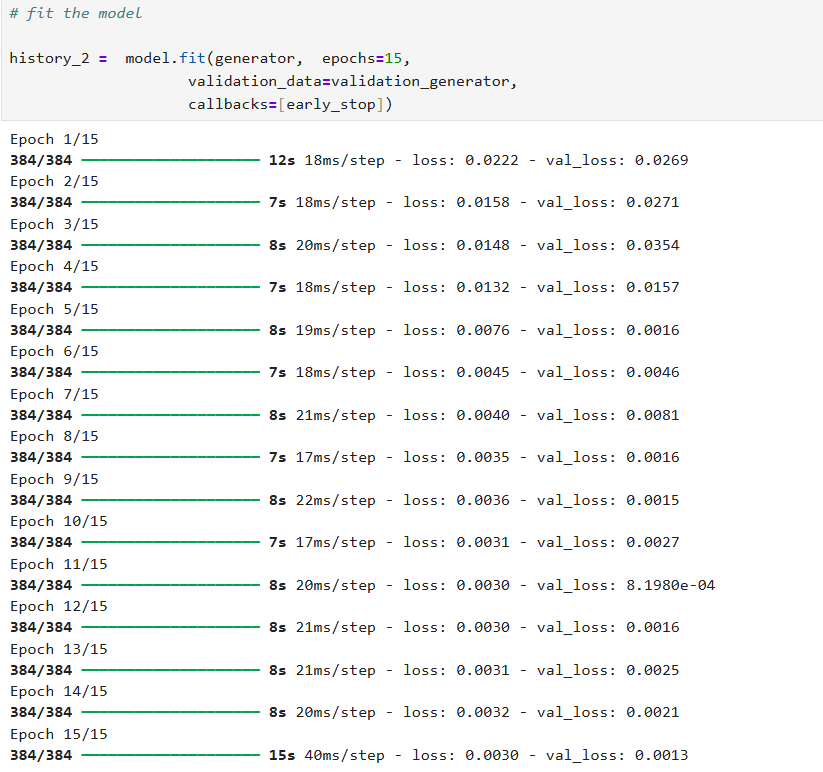 # fit the model
history_2 =  model.fit(generator,  epochs=15,
                    validation_data=validation_generator,
                    callbacks=[early_stop])
Epoch 1/15
384/384 ━━━━━━━━━━━━━━━━━━━━ 12s 18ms/step - loss: 0.0222 - val_loss: 0.0269
Epoch 2/15
384/384 ━━━━━━━━━━━━━━━━━━━━ 7s 18ms/step - loss: 0.0158 - val_loss: 0.0271
Epoch 3/15
384/384 ━━━━━━━━━━━━━━━━━━━━ 8s 20ms/step - loss: 0.0148 - val_loss: 0.0354
Epoch 4/15
384/384 ━━━━━━━━━━━━━━━━━━━━ 7s 18ms/step - loss: 0.0132 - val_loss: 0.0157
Epoch 5/15
384/384 ━━━━━━━━━━━━━━━━━━━━ 8s 19ms/step - loss: 0.0076 - val_loss: 0.0016
Epoch 6/15
384/384 ━━━━━━━━━━━━━━━━━━━━ 7s 18ms/step - loss: 0.0045 - val_loss: 0.0046
Epoch 7/15
384/384 ━━━━━━━━━━━━━━━━━━━━ 8s 21ms/step - loss: 0.0040 - val_loss: 0.0081
Epoch 8/15
384/384 ━━━━━━━━━━━━━━━━━━━━ 7s 17ms/step - loss: 0.0035 - val_loss: 0.0016
Epoch 9/15
384/384 ━━━━━━━━━━━━━━━━━━━━ 8s 22ms/step - loss: 0.0036 - val_loss: 0.0015
Epoch 10/15
384/384 ━━━━━━━━━━━━━━━━━━━━ 7s 17ms/step - loss: 0.0031 - val_loss: 0.0027
Epoch 11/15
384/384 ━━━━━━━━━━━━━━━━━━━━ 8s 20ms/step - loss: 0.0030 - val_loss: 8.1980e-04
Epoch 12/15
384/384 ━━━━━━━━━━━━━━━━━━━━ 8s 21ms/step - loss: 0.0030 - val_loss: 0.0016
Epoch 13/15
384/384 ━━━━━━━━━━━━━━━━━━━━ 8s 21ms/step - loss: 0.0031 - val_loss: 0.0025
Epoch 14/15
384/384 ━━━━━━━━━━━━━━━━━━━━ 8s 20ms/step - loss: 0.0032 - val_loss: 0.0021
Epoch 15/15
384/384 ━━━━━━━━━━━━━━━━━━━━ 15s 40ms/step - loss: 0.0030 - val_loss: 0.0013